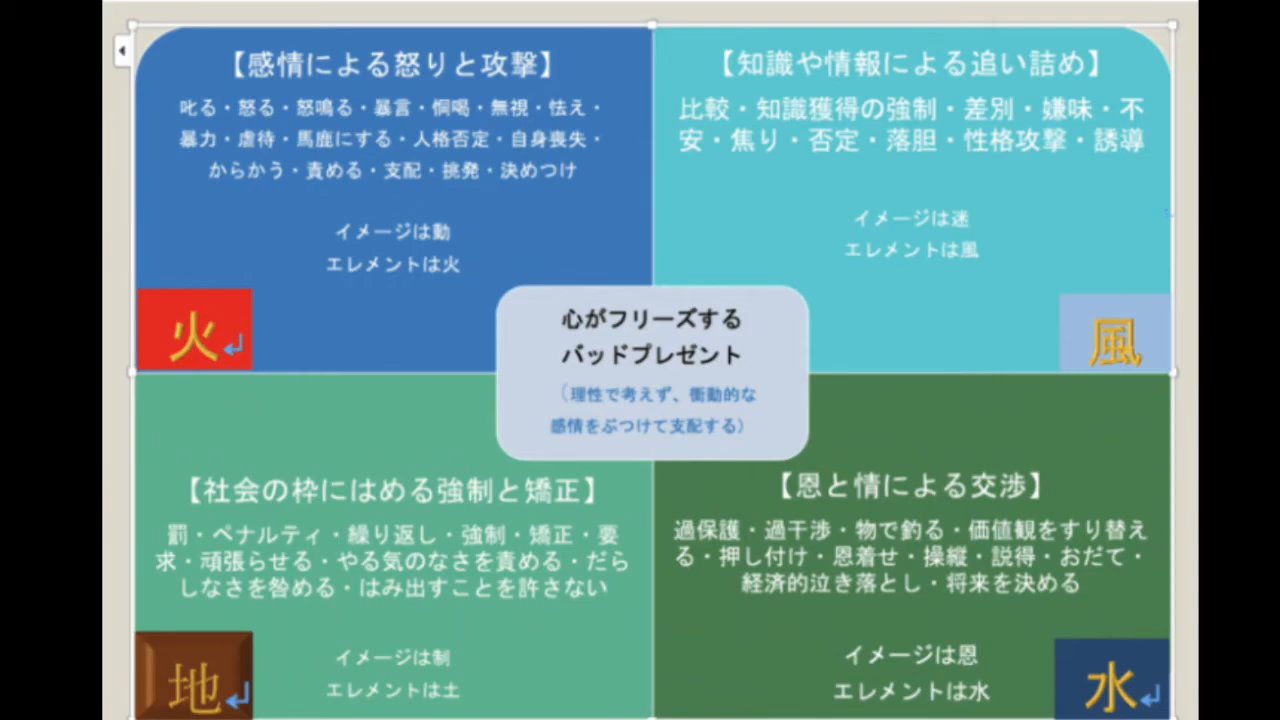 【感情による怒りと攻撃】
叱る・怒る・怒鳴る・暴言・恫喝・無視・怯え・
暴力・虐待・馬鹿にする・人格否定・自身喪失・
からかう・責める・支配・挑発・決めつけ
イメージは動
エレメントは火
火
【知識や情報による追い詰め】
比較・知識獲得の強制・差別・嫌味・不
安・焦り・否定・落胆・性格攻撃・誘導
イメージは迷
エレメントは風
風
心がフリーズする
バッドプレゼント
（理性で考えず、衝動的な
感情をぶつけて支配する）
【社会の枠にはめる強制と矯正】
罰・ペナルティ・繰り返し・強制・矯正・要
求・頑張らせる・やる気のなさを責める・だら
しなさを咎める・はみ出すことを許さない
イメージは制
エレメントは土
地
【恩と情による交渉】
過保護・過干渉・物で釣る・価値観をすり替え
る・押し付け・恩着せ・操縦・説得・おだて・
経済的泣き落とし・将来を決める
イメージは恩
エレメントは水
水